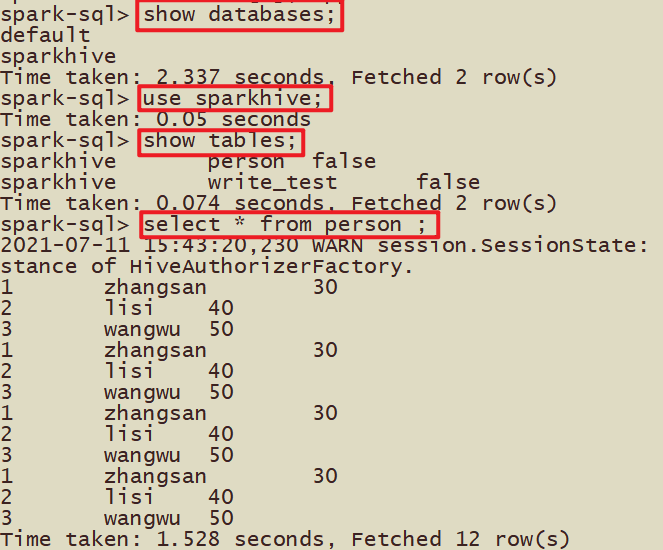 spark-sql> show databases;
default
sparkhive
Time taken: 2.337 seconds, Fetched 2 row(s)
spark-sql> use sparkhive;
Time taken: 0.05 seconds
spark-sql> show tables;
sparkhive	person	false
sparkhive	write_test	false
Time taken: 0.074 seconds, Fetched 2 row(s)
spark-sql> select * from person ;
2021-07-11 15:43:20,230 WARN session.SessionState:
stance of HiveAuthorizerFactory.
1	zhangsan	30
2	lisi	40
3	wangwu	50
1	zhangsan	30
2	lisi	40
3	wangwu	50
1	zhangsan	30
2	lisi	40
3	wangwu	50
1	zhangsan	30
2	lisi	40
3	wangwu	50
Time taken: 1.528 seconds, Fetched 12 row(s)